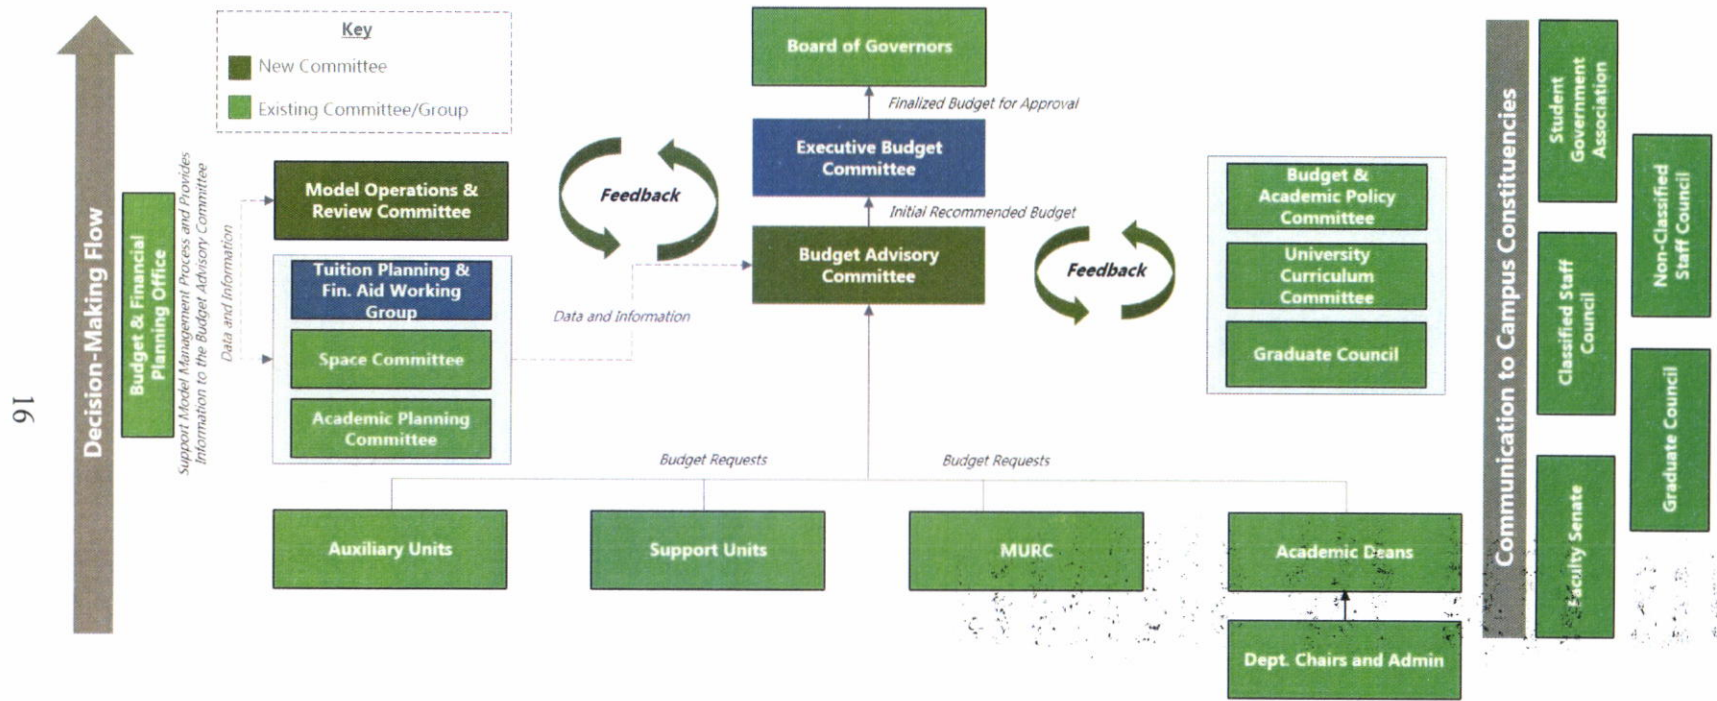 16
Decision-Making Flow
Budget & Financial
Planning Office
Support Model Management Process and Provides
Information to the Budget Advisory Committee
Key
New Committee
Existing Committee/Group
Data and Information
Model Operations &
Review Committee
Tuition Planning &
Fin. Aid Working
Group
Space Committee
Academic Planning
Committee
Feedback
Data and Information
Board of Governors
Finalized Budget for Approval
Executive Budget
Committee
Initial Recommended Budget
Budget Advisory
Committee
Feedback
Budget &
Academic Policy
Committee
University
Curriculum
Committee
Graduate Council
Budget Requests
Budget Requests
Auxiliary Units
Support Units
MURC
Academic Deans
Dept. Chairs and Admin
Communication to Campus Constituencies
Student
Government
Association
Classified Staff
Council
Faculty Senate
Non-Classified
Staff Council
Graduate Council